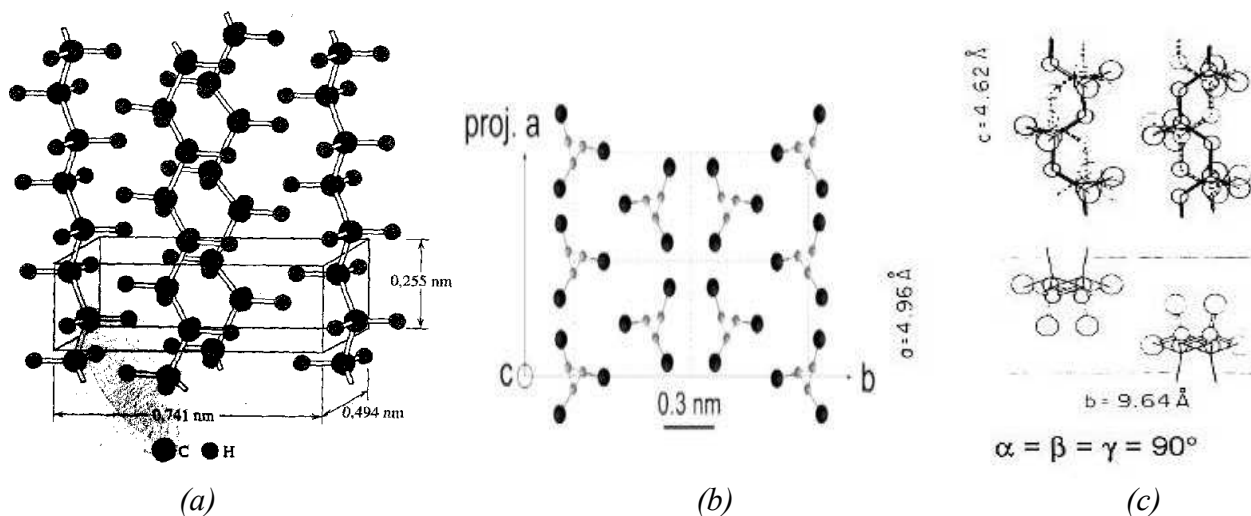 0,255 nm
0.741 nm
0,494 nm
C H
(a)
proj. a
c
b
0.3 nm
(b)
c=4.62 Å
a=4.96 Å
b=9.64 Å
α = β = γ = 90°
(c)